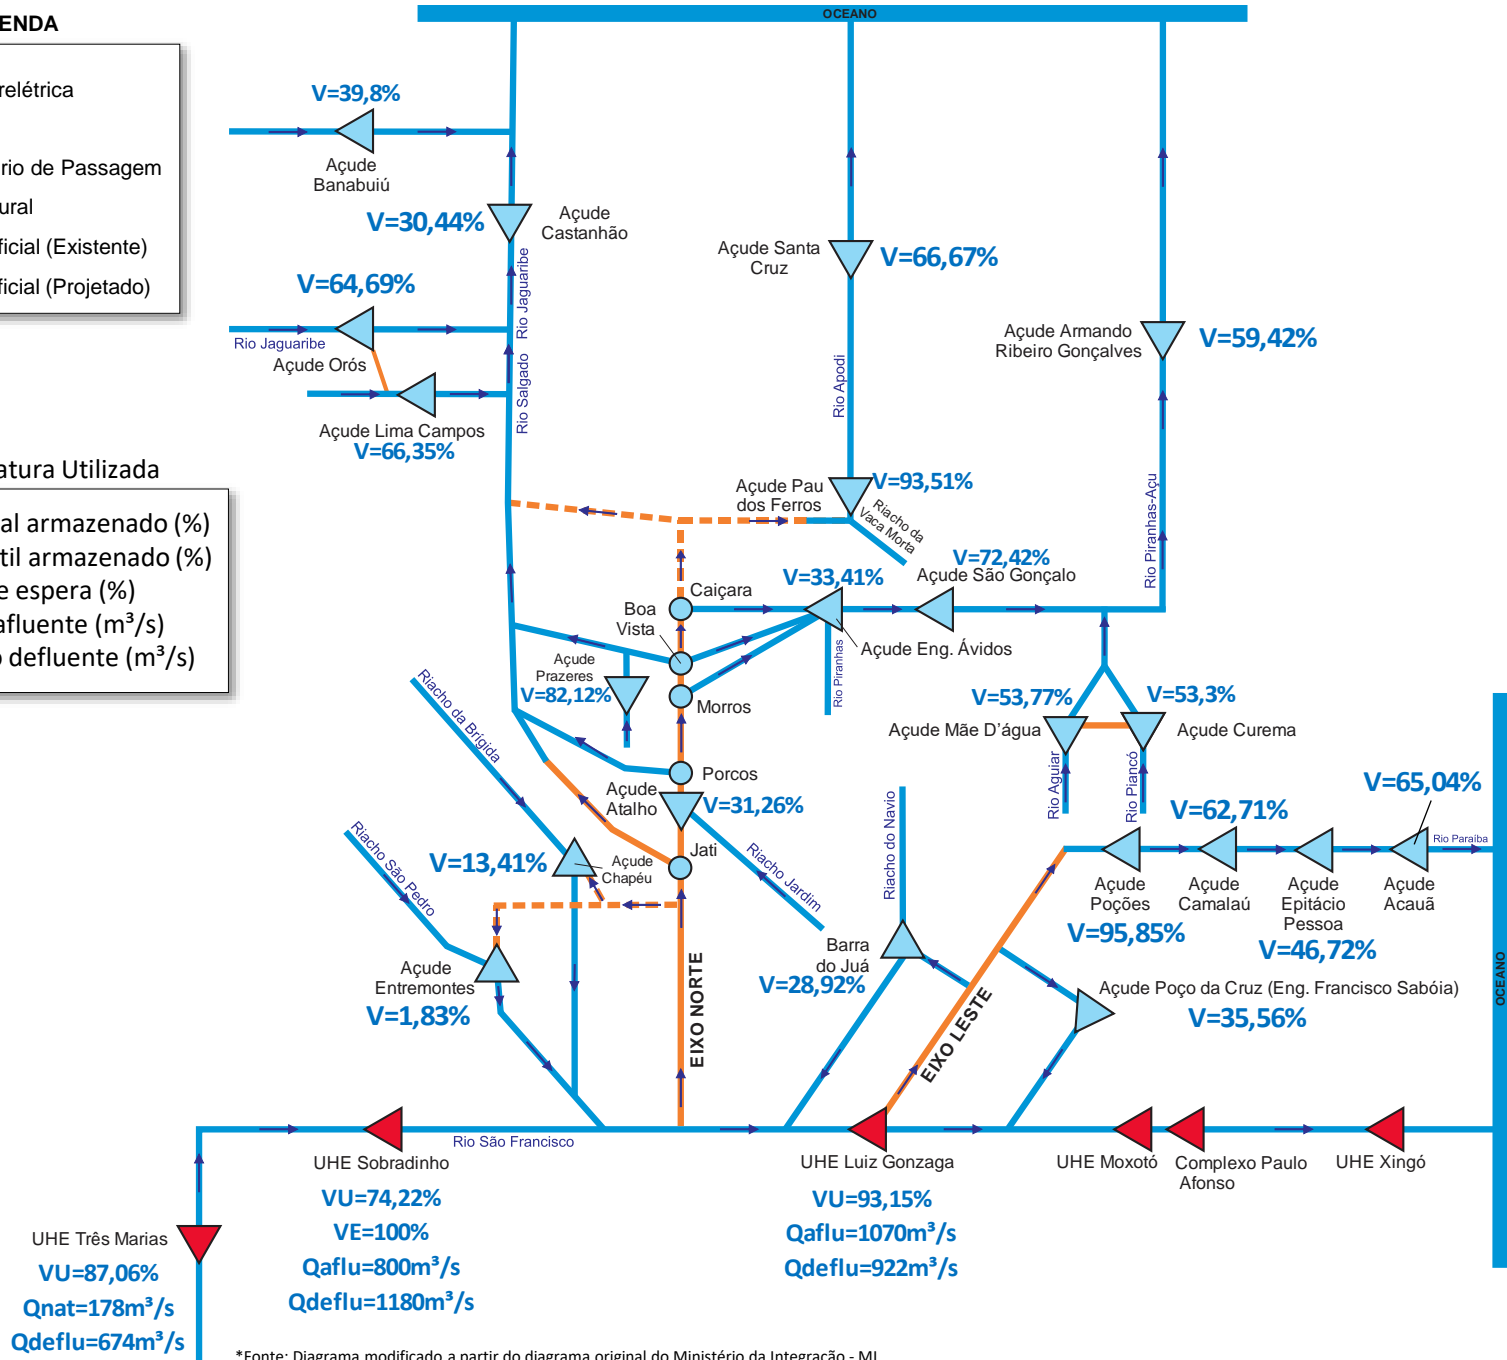 OCEANO
ENDA
relétrica
rio de Passagem
ural
ficial (Existente)
ficial (Projetado)
V=39,8%
Açude
Banabuiú
V=30,44%
Açude
Castanhão
Rio Jaguaribe
V=64,69%
Rio Jaguaribe
Açude Orós
Rio Salgado
Açude Lima Campos
V=66,35%
Açude Santa
Cruz
V=66,67%
Rio Apodi
Açude Armando
Ribeiro Gonçalves
V=59,42%
Rio Piranhas-Açu
atura Utilizada
al armazenado (%)
til armazenado (%)
e espera (%)
afluente (m³/s)
o defluente (m³/s)
Açude Pau
dos Ferros
V=93,51%
Riacho da
Vaca Morta
V=72,42%
Açude São Gonçalo
V=33,41%
Caiçara
Boa
Vista
Açude Eng. Ávidos
Rio Piranhas
Açude
Prazeres
V=82,12%
Morros
Riacho da Brígida
V=53,77%
V=53,3%
Açude Mãe D'água
Açude Curema
Rio Aguiar
Rio Piancó
Porcos
Açude
Atalho
V=31,26%
Jati
Riacho Jardim
V=13,41%
Açude
Chapéu
Riacho São Pedro
Riacho do Navio
V=65,04%
V=62,71%
Rio Paraíba
Açude
Poções
Açude
Camalaú
Açude
Epitácio
Pessoa
Açude
Acauã
V=95,85%
V=46,72%
Açude
Entremontes
V=1,83%
EIXO NORTE
Barra
do Juá
V=28,92%
EIXO LESTE
Açude Poço da Cruz (Eng. Francisco Sabóia)
V=35,56%
OCEANO
Rio São Francisco
UHE Sobradinho
VU=74,22%
VE=100%
Qaflu=800m³/s
Qdeflu=1180m³/s
UHE Luiz Gonzaga
VU=93,15%
Qaflu=1070m³/s
Qdeflu=922m³/s
UHE Moxotó
Complexo Paulo
Afonso
UHE Xingó
UHE Três Marias
VU=87,06%
Qnat=178m³/s
Qdeflu=674m³/s
*Fonte: Diagrama modificado a partir do diagrama original do Ministério da Integração - MI